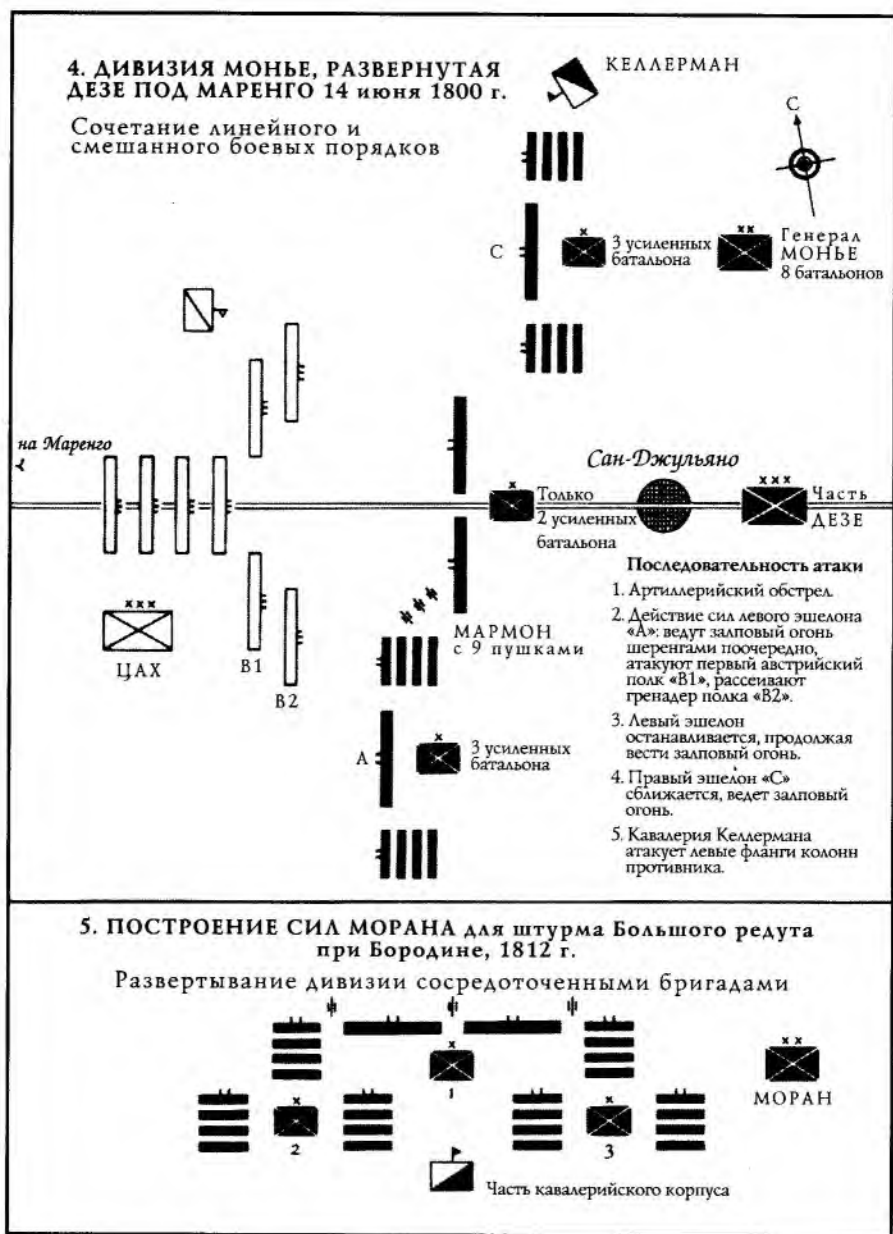 4. ДИВИЗИЯ МОНЬЕ, РАЗВЕРНУТАЯ
ДЕЗЕ ПОД МАРЕНГО 14 июня 1800 г.
Сочетание линейного и
смешанного боевых порядков
КЕЛЛЕРМАН
С
С
х
3 усиленных
батальона
хх
Генерал
МОНЬЕ
8 батальонов
на Маренго
Сан-Джульяно
х
Только
2 усиленных
батальона
ххх
Часть
ДЕЗЕ
ххх
ЦАХ
В1
В2
МАРМОН
с 9 пушками
А
х
3 усиленных
батальона
Последовательность атаки
1. Артиллерийский обстрел.
2. Действие сил левого эшелона
«А»: ведут залповый огонь
шеренгами поочередно,
атакуют первый австрийский
полк «В1», рассеивают
гренадер полка «В2».
3. Левый эшелон
останавливается, продолжая
вести залповый огонь.
4. Правый эшелон «С»
сближается, ведет залповый
огонь.
5. Кавалерия Келлермана
атакует левые фланги колонн
противника.
5. ПОСТРОЕНИЕ СИЛ МОРАНА для штурма Большого редута
при Бородине, 1812 г.
Развертывание дивизии сосредоточенными бригадами
х
1
х
2
х
3
хх
МОРАН
Часть кавалерийского корпуса